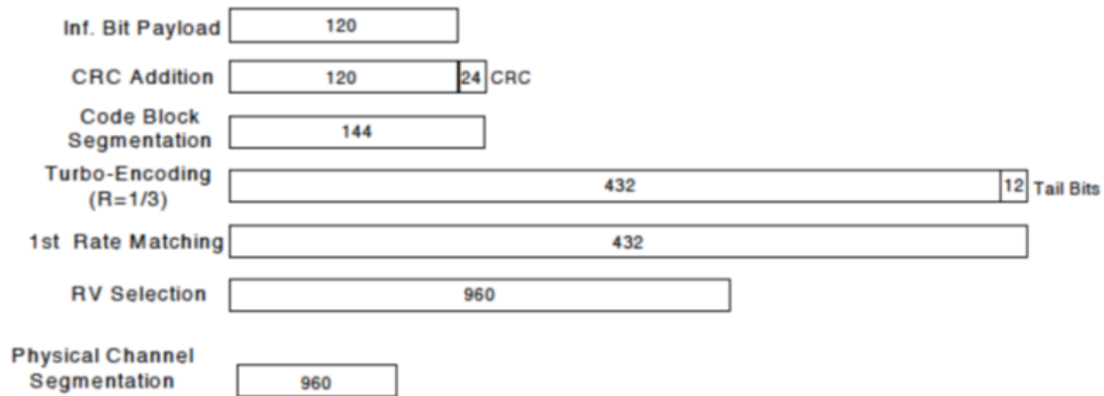 Inf. Bit Payload 120
CRC Addition 120 24 CRC
Code Block
Segmentation 144
Turbo-Encoding
(R=1/3) 432 12 Tail Bits
1st Rate Matching 432
RV Selection 960
Physical Channel
Segmentation 960